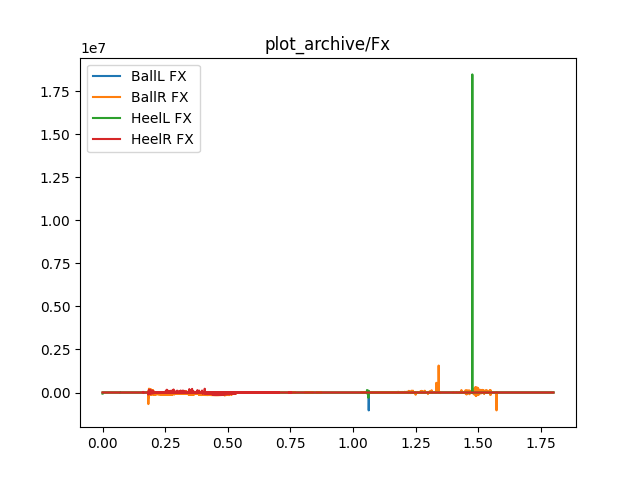 plot_archive/Fx
1e7
BallL FX
BallR FX
HeelL FX
HeelR FX
1.75
1.50
1.25
1.00
0.75
0.50
0.25
0.00
0.00 0.25 0.50 0.75 1.00 1.25 1.50 1.75